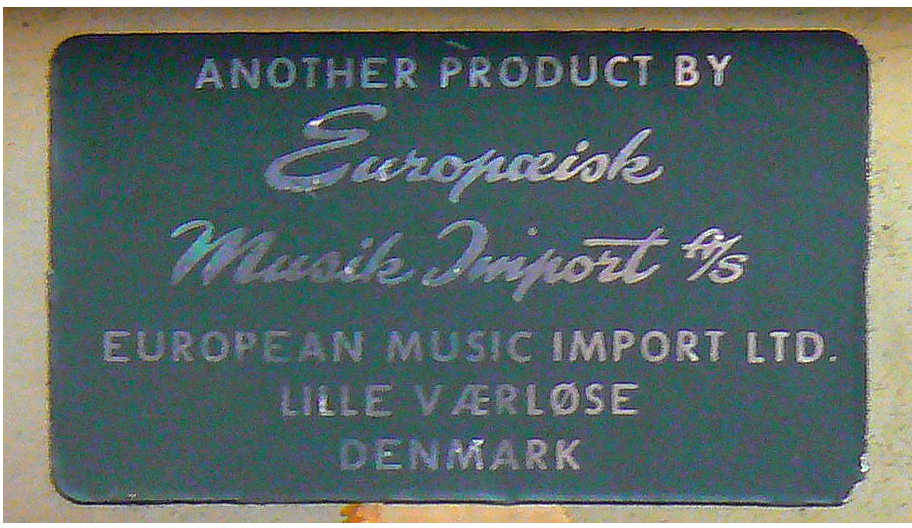 ANOTHER PRODUCT BY
Europæisk
Musik Import A/S
EUROPEAN MUSIC IMPORT LTD.
LILLE VÆRLØSE
DENMARK